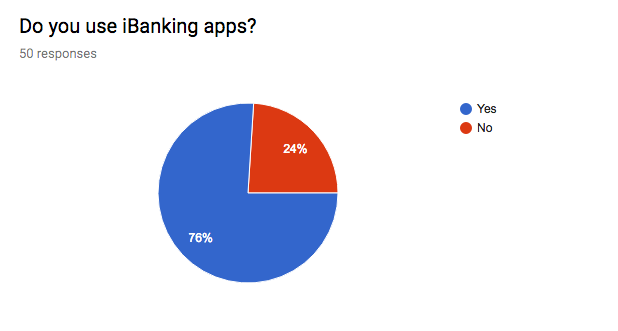 Do you use iBanking apps?
50 responses
Yes
No
24%
76%